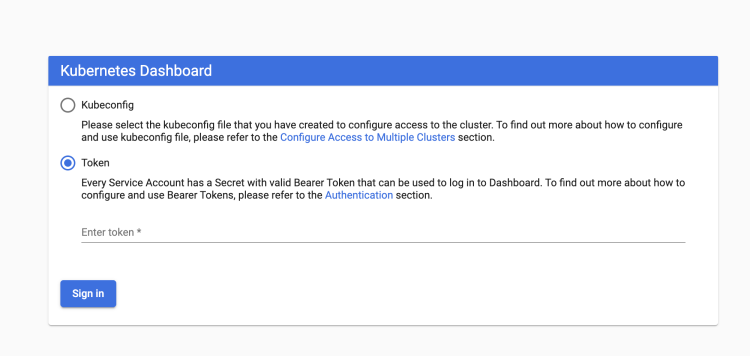 Kubernetes Dashboard
Kubeconfig
Please select the kubeconfig file that you have created to configure access to the cluster. To find out more about how to configure
and use kubeconfig file, please refer to the Configure Access to Multiple Clusters section.
Token
Every Service Account has a Secret with valid Bearer Token that can be used to log in to Dashboard. To find out more about how to
configure and use Bearer Tokens, please refer to the Authentication section.
Enter token *
Sign in